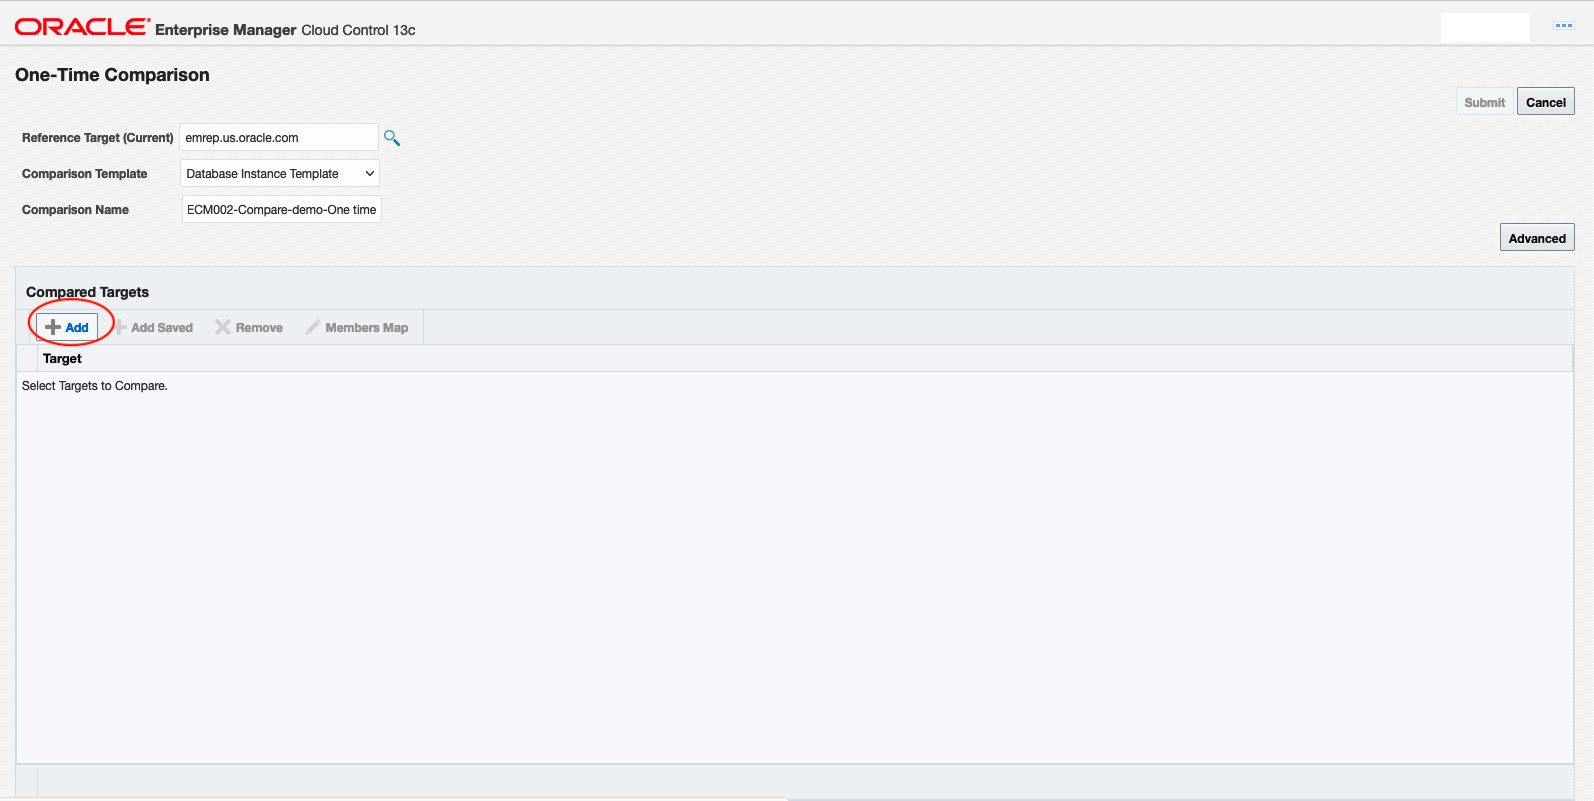 ORACLE Enterprise Manager Cloud Control 13c
One-Time Comparison
Submit Cancel
Reference Target (Current) emrep.us.oracle.com
Comparison Template Database Instance Template
Comparison Name ECM002-Compare-demo-One time
Advanced
Compared Targets
Add Add Saved Remove Members Map
Target
Select Targets to Compare.